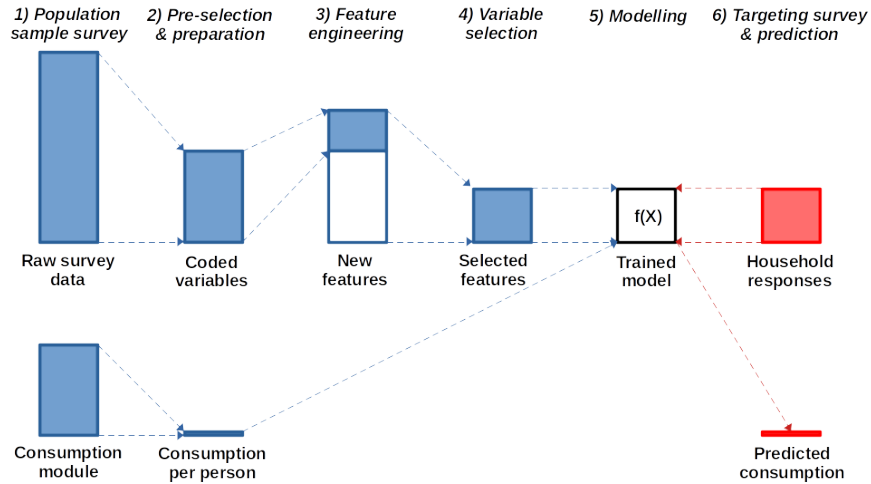 1) Population
sample survey
2) Pre-selection
& preparation
3) Feature
engineering
4) Variable
selection
5) Modelling
6) Targeting survey
& prediction
f(X)
Raw survey
data
Coded
variables
New
features
Selected
features
Trained
model
Household
responses
Consumption
module
Consumption
per person
Predicted
consumption